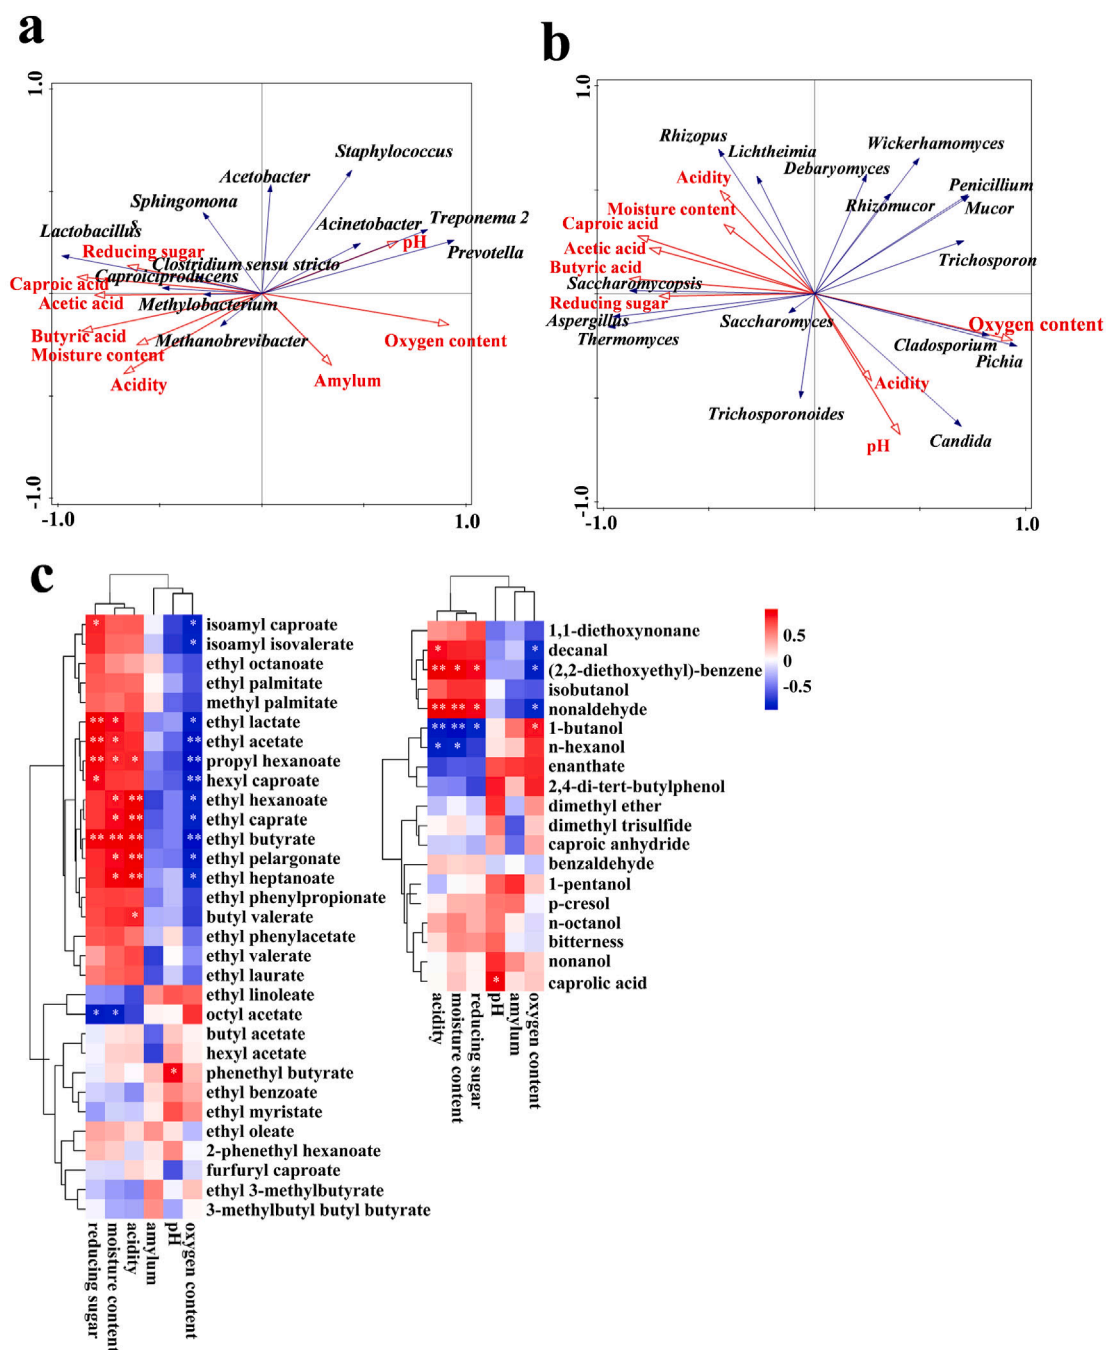 a
1.0
Staphylococcus
Acetobacter
Sphingomona
s
Acinetobacter
Treponema 2
Lactobacillus
pH
Reducing sugar
Prevotella
Clostridium sensu stricto
Caproic acid
Caproiciproducens
Acetic acid
Methylobacterium
Butyric acid
Methanobrevibacter
Oxygen content
Moisture content
Acidity
Amylum
-1.0
-1.0
1.0
b
1.0
Rhizopus
Lichtheimia
Wickerhamomyces
Debaryomyces
Acidity
Penicillium
Moisture content
Rhizomucor
Mucor
Caproic acid
Acetic acid
Trichosporon
Butyric acid
Saccharomycopsis
Reducing sugar
Aspergillus
Saccharomyces
Oxygen content
Thermomyces
Cladosporium
Pichia
Acidity
Trichosporonoides
pH
Candida
-1.0
-1.0
1.0
c
* * isoamyl caproate
* isoamyl isovalerate
ethyl octanoate
ethyl palmitate
methyl palmitate
** * * ethyl lactate
** * ** ethyl acetate
** * * ** propyl hexanoate
* ** hexyl caproate
* ** * ethyl hexanoate
* ** * ethyl caprate
** ** ** ** ethyl butyrate
* ** * ethyl pelargonate
* ** * ethyl heptanoate
ethyl phenylpropionate
* butyl valerate
ethyl phenylacetate
ethyl valerate
ethyl laurate
ethyl linoleate
* * octyl acetate
butyl acetate
hexyl acetate
* phenethyl butyrate
ethyl benzoate
ethyl myristate
ethyl oleate
2-phenethyl hexanoate
furfuryl caproate
ethyl 3-methylbutyrate
3-methylbutyl butyl butyrate
reducing sugar
moisture content
acidity
amylum
pH
oxygen content
1,1-diethoxynonane
* * decanal
** * * * (2,2-diethoxyethyl)-benzene
isobutanol
** ** * * nonaldehyde
** ** * * 1-butanol
* * n-hexanol
enanthate
2,4-di-tert-butylphenol
dimethyl ether
dimethyl trisulfide
caproic anhydride
benzaldehyde
1-pentanol
p-cresol
n-octanol
bitterness
nonanol
* caprolic acid
acidity
moisture content
reducing sugar
pH
amylum
oxygen content
0.5
0
-0.5